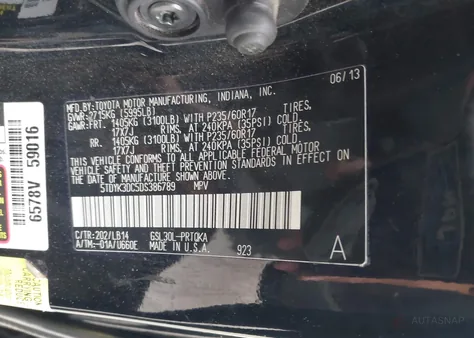 MFD. BY: TOYOTA MOTOR MANUFACTURING, INDIANA, INC. 06/13
GVWR:2715KG (5995LB)
GAWR:FRT. 1405KG (3100LB) WITH P235/60R17 TIRES,
17X7J RIMS, AT 240KPA (35PSI) COLD.
RR. 1405KG (3100LB) WITH P235/60R17 TIRES,
17X7J RIMS, AT 240KPA (35PSI) COLD.
THIS VEHICLE CONFORMS TO ALL APPLICABLE FEDERAL MOTOR
VEHICLE SAFETY, BUMPER, AND THEFT PREVENTION STANDARDS IN
EFFECT ON THE DATE OF MANUFACTURE SHOWN ABOVE.
5TDYK3DC5DS386789 MPV
C/TR:202/LB14 GSL30L-PRTQKA
A/TM:-01A/U660E MADE IN U.S.A. 923 A
6578V 59016
CAUTION
AUTASNAP